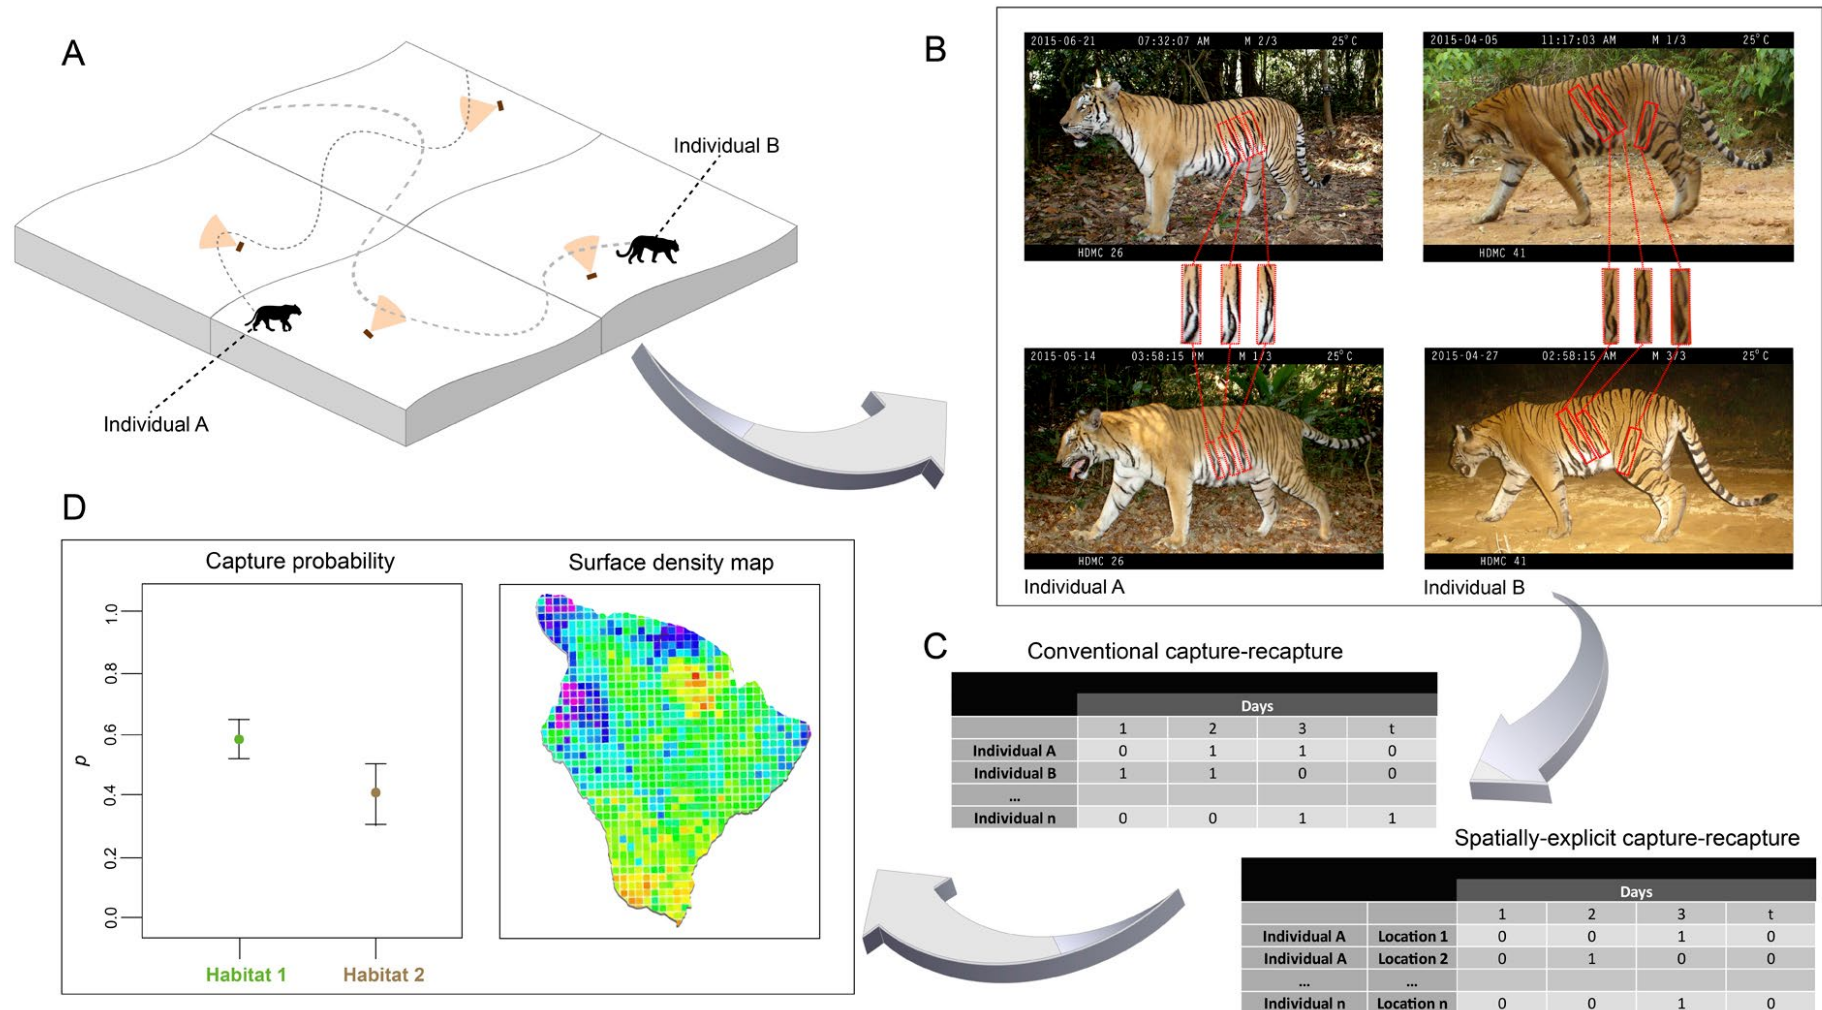 A
Individual B
Individual A
B
2015-06-21 07:32:07 AM M 2/3 25°C
HDMC 26
2015-04-05 11:17:03 AM M 1/3 25°C
HDMC 41
2015-05-14 03:58:15 PM M 1/3 25°C
HDMC 26
2015-04-27 02:58:15 AM M 3/3 25°C
HDMC 41
Individual A
Individual B
C
Conventional capture-recapture
Days
1 2 3 t
Individual A 0 1 1 0
Individual B 1 1 0 0
...
Individual n 0 0 1 1
Spatially-explicit capture-recapture
Days
1 2 3 t
Individual A Location 1 0 0 1 0
Individual A Location 2 0 1 0 0
... ...
Individual n Location n 0 0 1 0
D
Capture probability
1.0
0.8
0.6
0.4
0.2
0.0
p
Habitat 1
Habitat 2
Surface density map